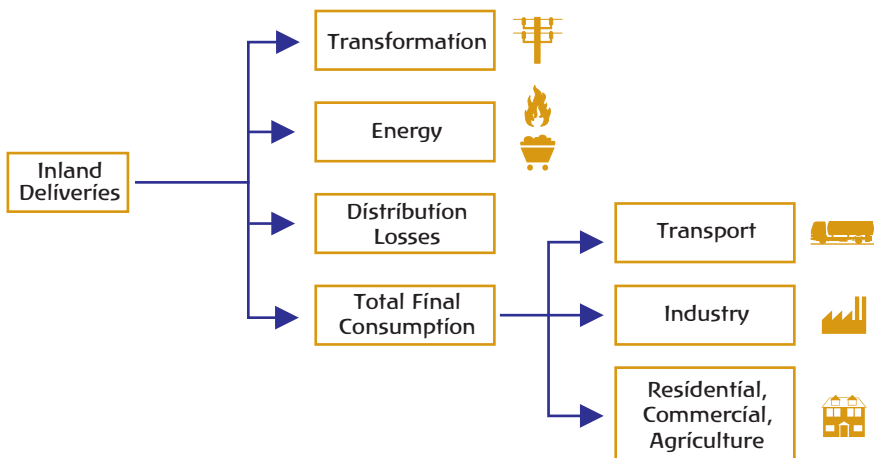 Transformation
Energy
Inland
Deliveries
Distribution
Losses
Total Final
Consumption
Transport
Industry
Residential,
Commercial,
Agriculture